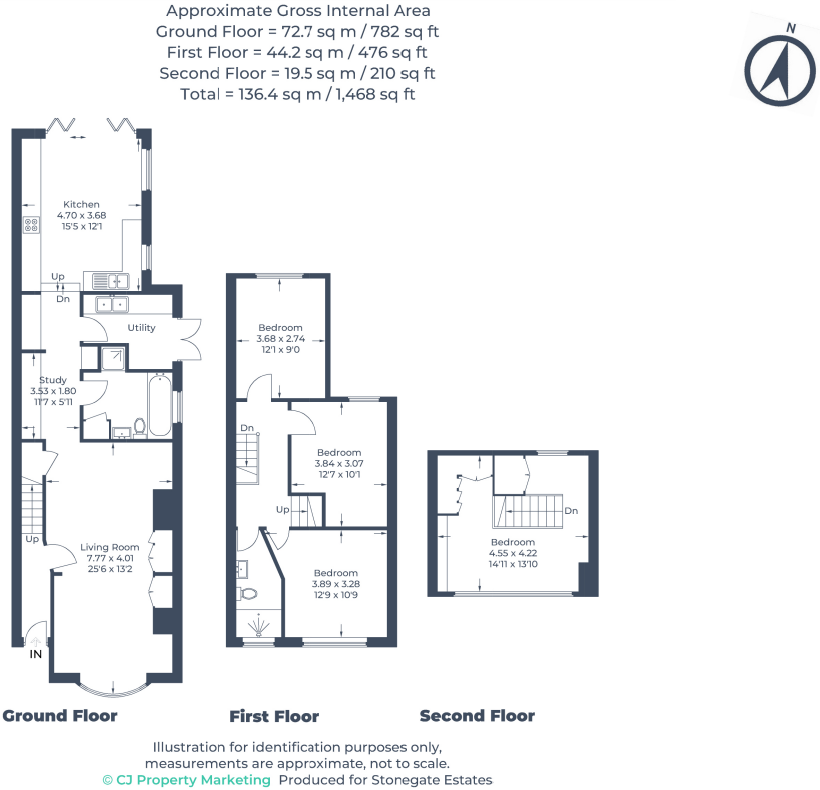 Approximate Gross Internal Area
Ground Floor = 72.7 sq m / 782 sq ft
First Floor = 44.2 sq m / 476 sq ft
Second Floor = 19.5 sq m / 210 sq ft
Total = 136.4 sq m / 1,468 sq ft
N
Kitchen
4.70 x 3.68
15'5 x 12'1
Up
Dn
Utility
Study
3.53 x 1.80
11'7 x 5'11
Up
Living Room
7.77 x 4.01
25'6 x 13'2
IN
Bedroom
3.68 x 2.74
12'1 x 9'0
Dn
Bedroom
3.84 x 3.07
12'7 x 10'1
Up
Bedroom
3.89 x 3.28
12'9 x 10'9
Dn
Bedroom
4.55 x 4.22
14'11 x 13'10
Ground Floor
First Floor
Second Floor
Illustration for identification purposes only,
measurements are approximate, not to scale.
© CJ Property Marketing Produced for Stonegate Estates